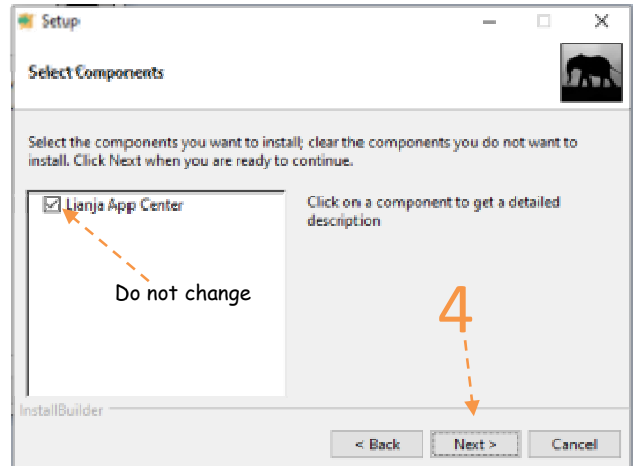 Setup
Select Components
Select the components you want to install; clear the components you do not want to
install. Click Next when you are ready to continue.
Lianja App Center
Click on a component to get a detailed
description
Do not change
4
InstallBuilder
< Back
Next >
Cancel